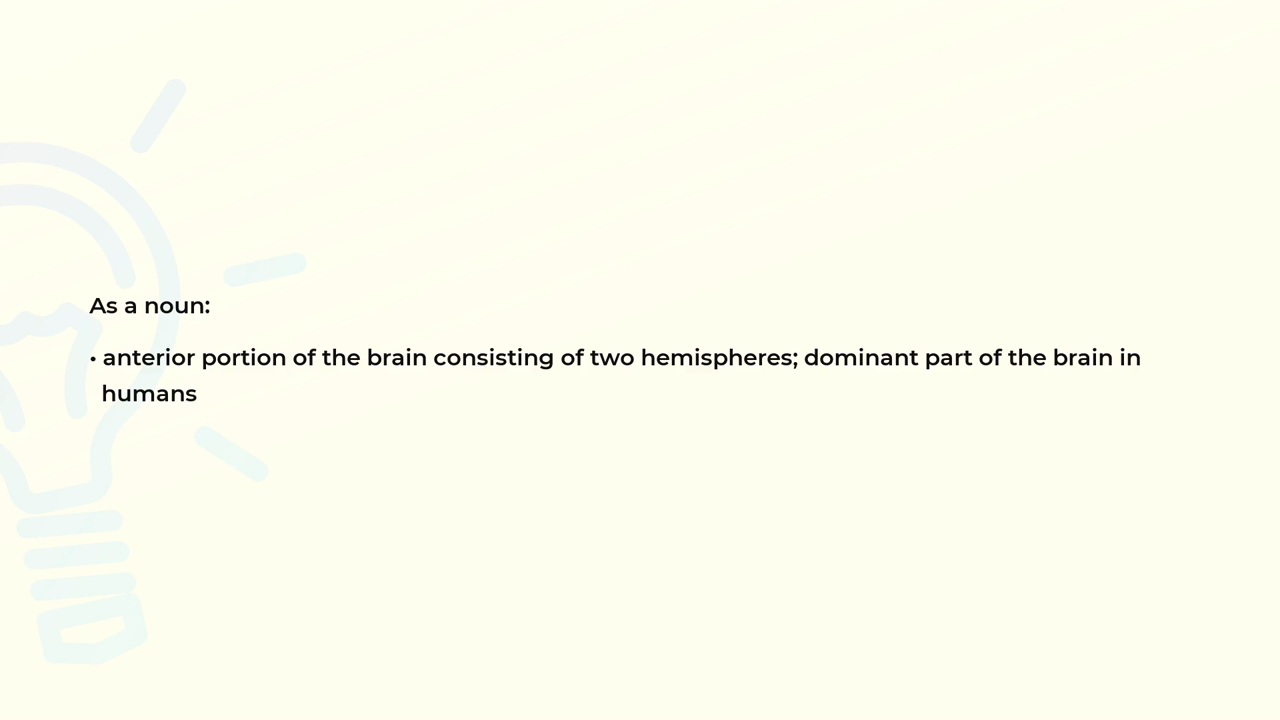 As a noun:
• anterior portion of the brain consisting of two hemispheres; dominant part of the brain in
humans